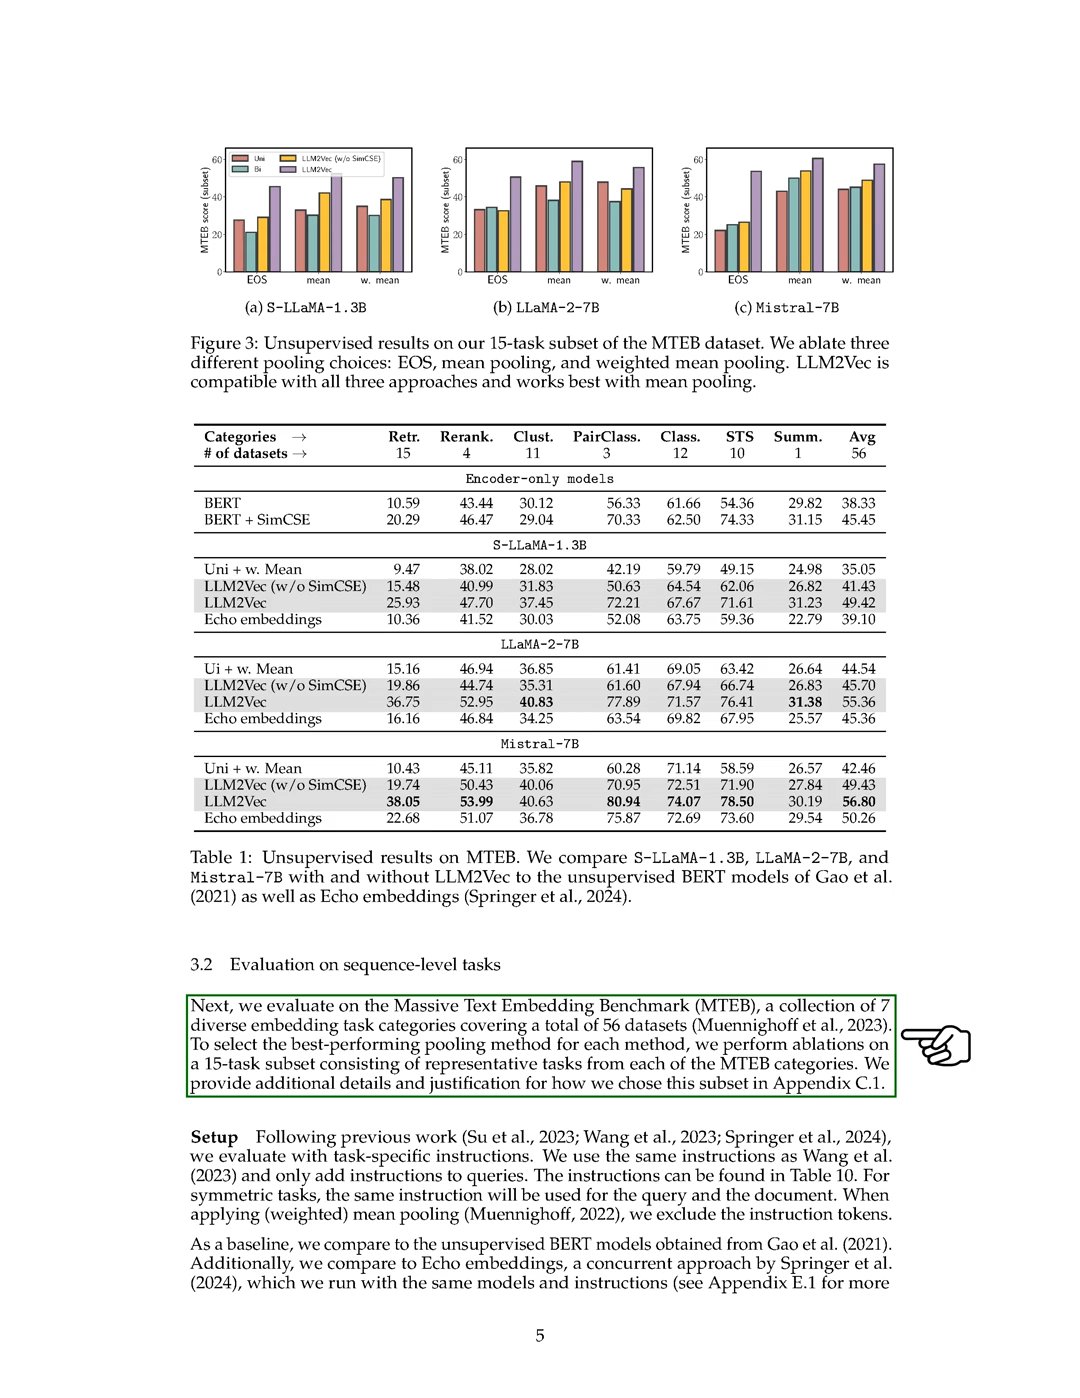 MTEB score (subset)
60
40
20
0
Uni
Bi
LLM2Vec (w/o SimCSE)
LLM2Vec
EOS mean w. mean
(a) S-LLaMA-1.3B
MTEB score (subset)
60
40
20
0
EOS mean w. mean
(b) LLaMA-2-7B
MTEB score (subset)
60
40
20
0
EOS mean w. mean
(c) Mistral-7B
Figure 3: Unsupervised results on our 15-task subset of the MTEB dataset. We ablate three
different pooling choices: EOS, mean pooling, and weighted mean pooling. LLM2Vec is
compatible with all three approaches and works best with mean pooling.
Categories → Retr. Rerank. Clust. PairClass. Class. STS Summ. Avg
# of datasets → 15 4 11 3 12 10 1 56
Encoder-only models
BERT 10.59 43.44 30.12 56.33 61.66 54.36 29.82 38.33
BERT + SimCSE 20.29 46.47 29.04 70.33 62.50 74.33 31.15 45.45
S-LLaMA-1.3B
Uni + w. Mean 9.47 38.02 28.02 42.19 59.79 49.15 24.98 35.05
LLM2Vec (w/o SimCSE) 15.48 40.99 31.83 50.63 64.54 62.06 26.82 41.43
LLM2Vec 25.93 47.70 37.45 72.21 67.67 71.61 31.23 49.42
Echo embeddings 10.36 41.52 30.03 52.08 63.75 59.36 22.79 39.10
LLaMA-2-7B
Ui + w. Mean 15.16 46.94 36.85 61.41 69.05 63.42 26.64 44.54
LLM2Vec (w/o SimCSE) 19.86 44.74 35.31 61.60 67.94 66.74 26.83 45.70
LLM2Vec 36.75 52.95 40.83 77.89 71.57 76.41 31.38 55.36
Echo embeddings 16.16 46.84 34.25 63.54 69.82 67.95 25.57 45.36
Mistral-7B
Uni + w. Mean 10.43 45.11 35.82 60.28 71.14 58.59 26.57 42.46
LLM2Vec (w/o SimCSE) 19.74 50.43 40.06 70.95 72.51 71.90 27.84 49.43
LLM2Vec 38.05 53.99 40.63 80.94 74.07 78.50 30.19 56.80
Echo embeddings 22.68 51.07 36.78 75.87 72.69 73.60 29.54 50.26
Table 1: Unsupervised results on MTEB. We compare S-LLaMA-1.3B, LLaMA-2-7B, and
Mistral-7B with and without LLM2Vec to the unsupervised BERT models of Gao et al.
(2021) as well as Echo embeddings (Springer et al., 2024).
3.2 Evaluation on sequence-level tasks
Next, we evaluate on the Massive Text Embedding Benchmark (MTEB), a collection of 7
diverse embedding task categories covering a total of 56 datasets (Muennighoff et al., 2023).
To select the best-performing pooling method for each method, we perform ablations on
a 15-task subset consisting of representative tasks from each of the MTEB categories. We
provide additional details and justification for how we chose this subset in Appendix C.1.
Setup Following previous work (Su et al., 2023; Wang et al., 2023; Springer et al., 2024),
we evaluate with task-specific instructions. We use the same instructions as Wang et al.
(2023) and only add instructions to queries. The instructions can be found in Table 10. For
symmetric tasks, the same instruction will be used for the query and the document. When
applying (weighted) mean pooling (Muennighoff, 2022), we exclude the instruction tokens.
As a baseline, we compare to the unsupervised BERT models obtained from Gao et al. (2021).
Additionally, we compare to Echo embeddings, a concurrent approach by Springer et al.
(2024), which we run with the same models and instructions (see Appendix E.1 for more
5